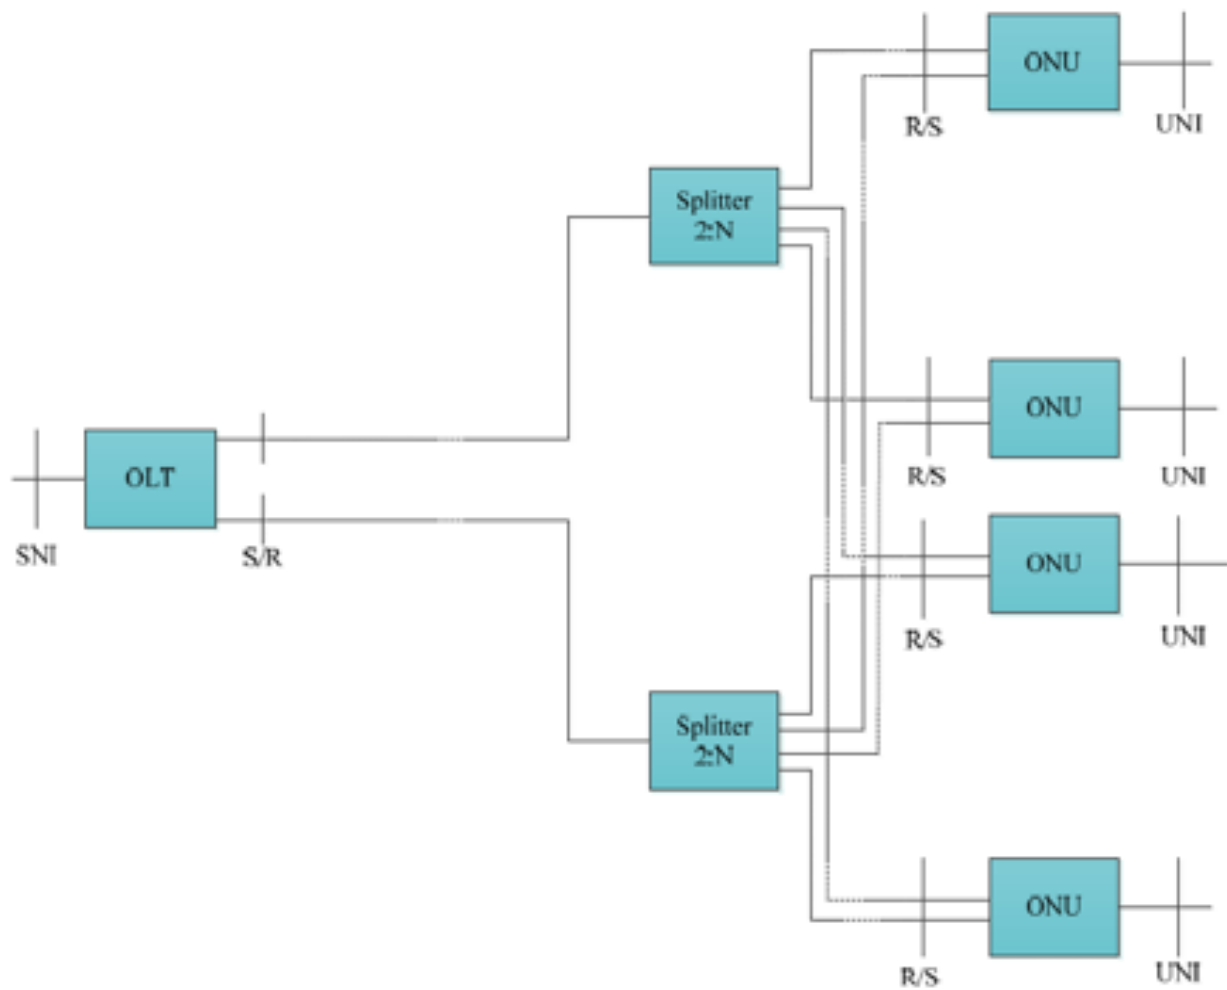 ONU
R/S
UNI
Splitter
2:N
ONU
R/S
UNI
OLT
SNI
S/R
ONU
R/S
UNI
Splitter
2:N
ONU
R/S
UNI